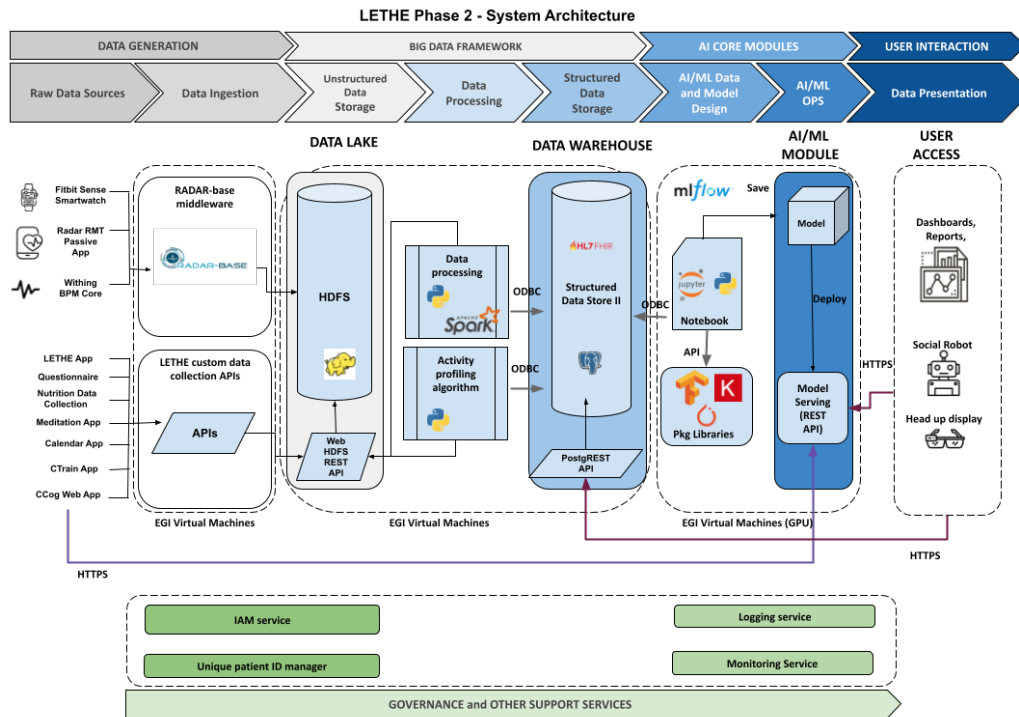 LETHE Phase 2 - System Architecture
DATA GENERATION
BIG DATA FRAMEWORK
AI CORE MODULES
USER INTERACTION
Raw Data Sources
Data Ingestion
Unstructured
Data
Storage
Data
Processing
Structured
Data
Storage
AI/ML Data
and Model
Design
AI/ML
OPS
Data Presentation
DATA LAKE
DATA WAREHOUSE
AI/ML
MODULE
USER
ACCESS
Fitbit Sense
Smartwatch
Radar RMT
Passive
App
Withing
BPM Core
RADAR-base
middleware
RADAR-BASE
LETHE App
Questionnaire
Nutrition Data
Collection
Meditation App
Calendar App
CTrain App
CCog Web App
LETHE custom data
collection APIs
APIs
EGI Virtual Machines
HDFS
Web
HDFS
REST
API
Data
processing
APACHE
Spark
Activity
profiling
algorithm
ODBC
ODBC
EGI Virtual Machines
HL7 FHIR
Structured
Data Store II
PostgREST
API
ODBC
mlflow
Save
jupyter
Notebook
API
K
Pkg Libraries
EGI Virtual Machines (GPU)
Model
Deploy
Model
Serving
(REST
API)
HTTPS
Dashboards,
Reports,
Social Robot
Head up display
HTTPS
HTTPS
IAM service
Logging service
Unique patient ID manager
Monitoring Service
GOVERNANCE and OTHER SUPPORT SERVICES